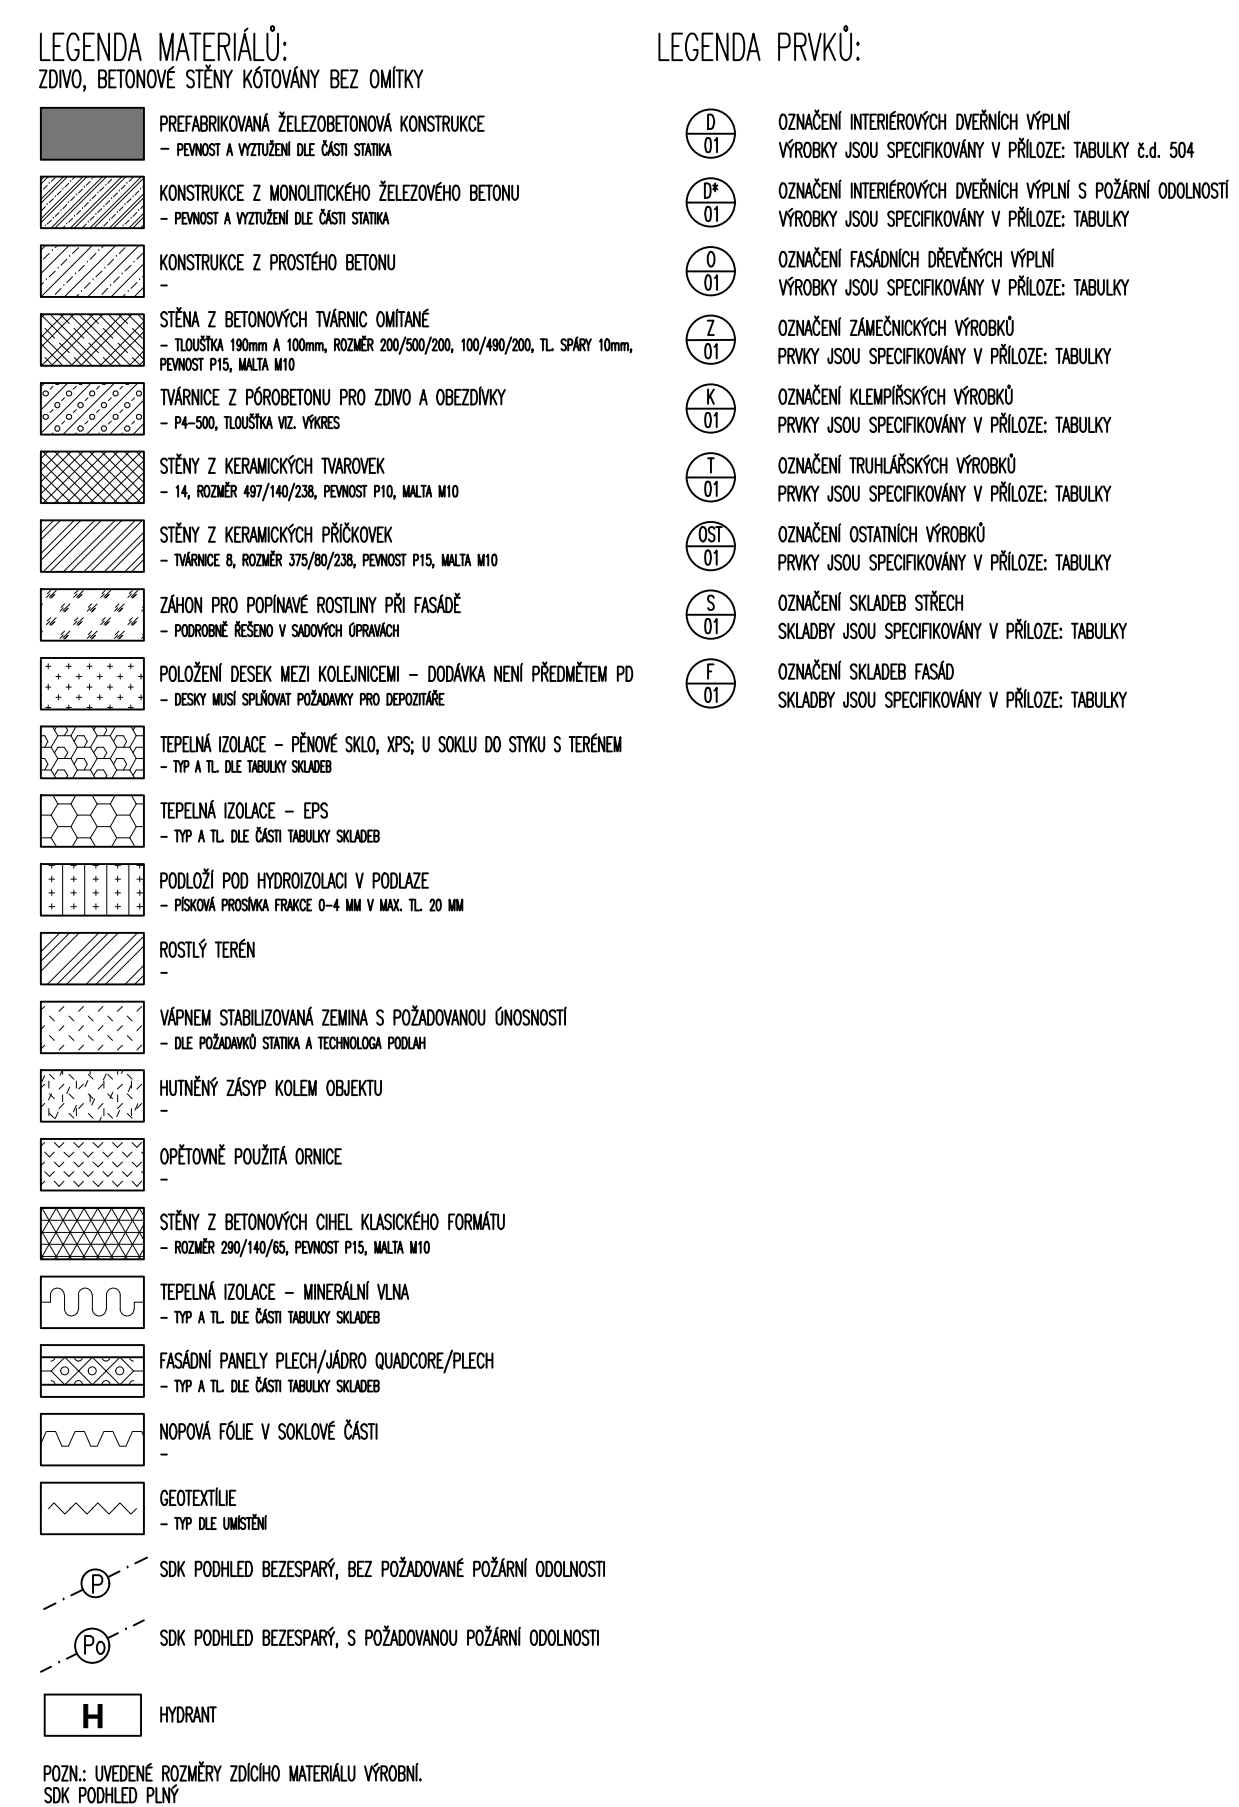 LEGENDA MATERIÁLŮ:
ZDIVO, BETONOVÉ STĚNY KÓTOVÁNY BEZ OMÍTKY
PREFABRIKOVANÁ ŽELEZOBETONOVÁ KONSTRUKCE
– PEVNOST A VYZTUŽENÍ DLE ČÁSTI STATIKA
KONSTRUKCE Z MONOLITICKÉHO ŽELEZOVÉHO BETONU
– PEVNOST A VYZTUŽENÍ DLE ČÁSTI STATIKA
KONSTRUKCE Z PROSTÉHO BETONU
–
STĚNA Z BETONOVÝCH TVÁRNIC OMÍTANÉ
– TLOUŠŤKA 190mm A 100mm, ROZMĚR 200/500/200, 100/490/200, TL. SPÁRY 10mm,
PEVNOST P15, MALTA M10
TVÁRNICE Z PÓROBETONU PRO ZDIVO A OBEZDÍVKY
– P4-500, TLOUŠŤKA VIZ. VÝKRES
STĚNY Z KERAMICKÝCH TVAROVEK
– 14, ROZMĚR 497/140/238, PEVNOST P10, MALTA M10
STĚNY Z KERAMICKÝCH PŘÍČKOVEK
– TVÁRNICE 8, ROZMĚR 375/80/238, PEVNOST P15, MALTA M10
ZÁHON PRO POPÍNAVÉ ROSTLINY PŘI FASÁDĚ
– PODROBNĚ ŘEŠENO V SADOVÝCH ÚPRAVÁCH
POLOŽENÍ DESEK MEZI KOLEJNICEMI – DODÁVKA NENÍ PŘEDMĚTEM PD
– DESKY MUSÍ SPLŇOVAT POŽADAVKY PRO DEPOZITÁŘE
TEPELNÁ IZOLACE – PĚNOVÉ SKLO, XPS; U SOKLU DO STYKU S TERÉNEM
– TYP A TL. DLE TABULKY SKLADEB
TEPELNÁ IZOLACE – EPS
– TYP A TL. DLE ČÁSTI TABULKY SKLADEB
PODLOŽÍ POD HYDROIZOLACI V PODLAZE
– PÍSKOVÁ PROSÍVKA FRAKCE 0-4 MM V MAX. TL. 20 MM
ROSTLÝ TERÉN
–
VÁPNEM STABILIZOVANÁ ZEMINA S POŽADOVANOU ÚNOSNOSTÍ
– DLE POŽADAVKŮ STATIKA A TECHNOLOGA PODLAH
HUTNĚNÝ ZÁSYP KOLEM OBJEKTU
–
OPĚTOVNĚ POUŽITÁ ORNICE
–
STĚNY Z BETONOVÝCH CIHEL KLASICKÉHO FORMÁTU
– ROZMĚR 290/140/65, PEVNOST P15, MALTA M10
TEPELNÁ IZOLACE – MINERÁLNÍ VLNA
– TYP A TL. DLE ČÁSTI TABULKY SKLADEB
FASÁDNÍ PANELY PLECH/JÁDRO QUADCORE/PLECH
– TYP A TL. DLE ČÁSTI TABULKY SKLADEB
NOPOVÁ FÓLIE V SOKLOVÉ ČÁSTI
–
GEOTEXTÍLIE
– TYP DLE UMÍSTĚNÍ
P
SDK PODHLED BEZESPARÝ, BEZ POŽADOVANÉ POŽÁRNÍ ODOLNOSTI
Po
SDK PODHLED BEZESPARÝ, S POŽADOVANOU POŽÁRNÍ ODOLNOSTI
H
HYDRANT
POZN.: UVEDENÉ ROZMĚRY ZDÍCÍHO MATERIÁLU VÝROBNÍ.
SDK PODHLED PLNÝ
LEGENDA PRVKŮ:
D
01
OZNAČENÍ INTERIÉROVÝCH DVEŘNÍCH VÝPLNÍ
VÝROBKY JSOU SPECIFIKOVÁNY V PŘÍLOZE: TABULKY č.d. 504
D*
01
OZNAČENÍ INTERIÉROVÝCH DVEŘNÍCH VÝPLNÍ S POŽÁRNÍ ODOLNOSTÍ
VÝROBKY JSOU SPECIFIKOVÁNY V PŘÍLOZE: TABULKY
O
01
OZNAČENÍ FASÁDNÍCH DŘEVĚNÝCH VÝPLNÍ
VÝROBKY JSOU SPECIFIKOVÁNY V PŘÍLOZE: TABULKY
Z
01
OZNAČENÍ ZÁMEČNICKÝCH VÝROBKŮ
PRVKY JSOU SPECIFIKOVÁNY V PŘÍLOZE: TABULKY
K
01
OZNAČENÍ KLEMPÍŘSKÝCH VÝROBKŮ
PRVKY JSOU SPECIFIKOVÁNY V PŘÍLOZE: TABULKY
T
01
OZNAČENÍ TRUHLÁŘSKÝCH VÝROBKŮ
PRVKY JSOU SPECIFIKOVÁNY V PŘÍLOZE: TABULKY
OST
01
OZNAČENÍ OSTATNÍCH VÝROBKŮ
PRVKY JSOU SPECIFIKOVÁNY V PŘÍLOZE: TABULKY
S
01
OZNAČENÍ SKLADEB STŘECH
SKLADBY JSOU SPECIFIKOVÁNY V PŘÍLOZE: TABULKY
F
01
OZNAČENÍ SKLADEB FASÁD
SKLADBY JSOU SPECIFIKOVÁNY V PŘÍLOZE: TABULKY